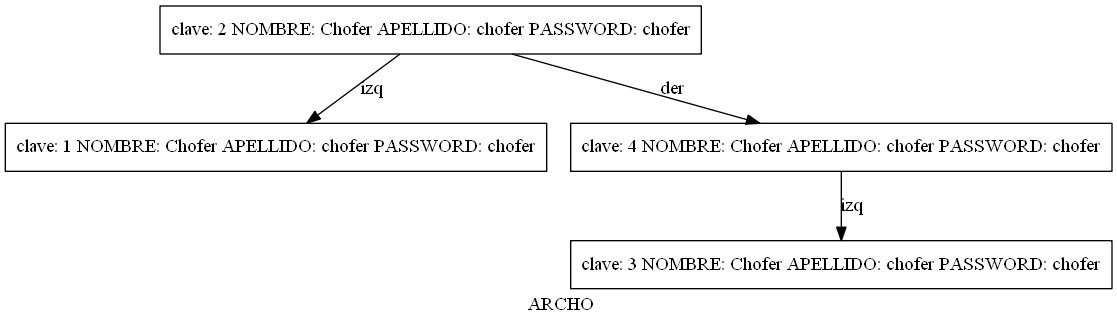 clave: 2 NOMBRE: Chofer APELLIDO: chofer PASSWORD: chofer
izq
der
clave: 1 NOMBRE: Chofer APELLIDO: chofer PASSWORD: chofer
clave: 4 NOMBRE: Chofer APELLIDO: chofer PASSWORD: chofer
izq
clave: 3 NOMBRE: Chofer APELLIDO: chofer PASSWORD: chofer
ARCHO